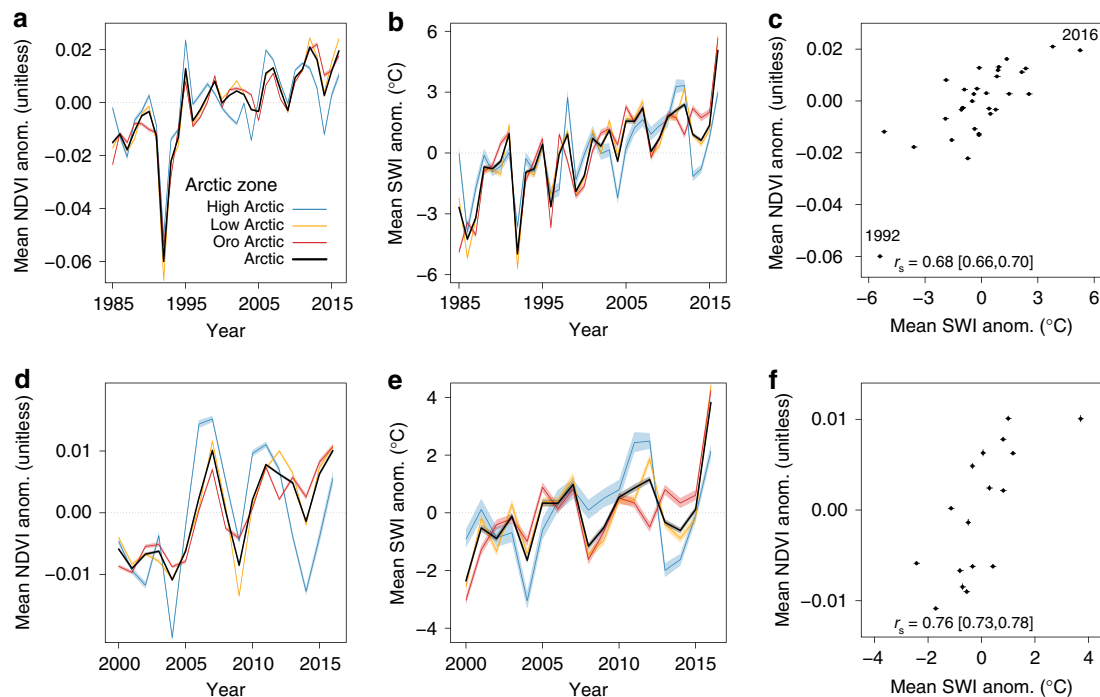 a
Mean NDVI anom. (unitless)
0.02
0.00
−0.02
−0.04
−0.06
Arctic zone
High Arctic
Low Arctic
Oro Arctic
Arctic
1985 1995 2005 2015
Year
b
Mean SWI anom. (°C)
6
3
0
−3
−6
1985 1995 2005 2015
Year
c
Mean NDVI anom. (unitless)
0.02
0.00
−0.02
−0.04
−0.06
2016
1992
rs = 0.68 [0.66,0.70]
−6 −3 0 3 6
Mean SWI anom. (°C)
d
Mean NDVI anom. (unitless)
0.01
0.00
−0.01
2000 2005 2010 2015
Year
e
Mean SWI anom. (°C)
4
2
0
−2
−4
2000 2005 2010 2015
Year
f
Mean NDVI anom. (unitless)
0.01
0.00
−0.01
rs = 0.76 [0.73,0.78]
−4 −2 0 2 4
Mean SWI anom. (°C)